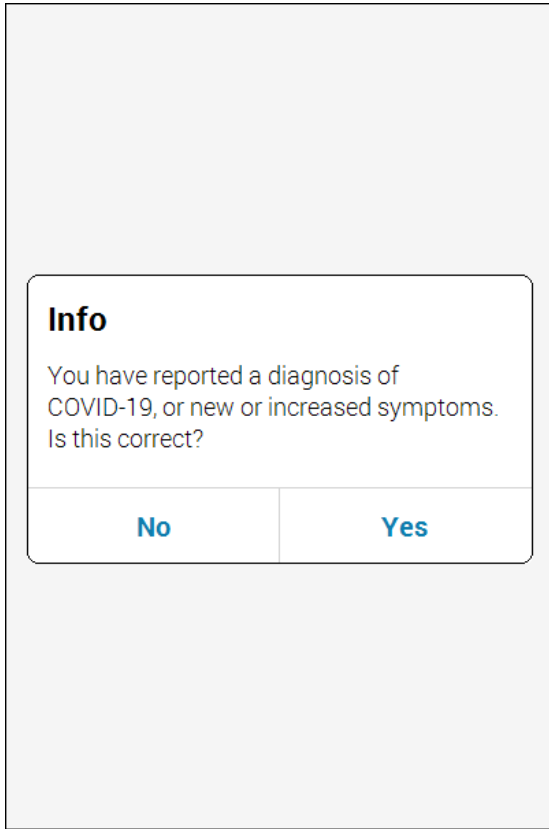 Info
You have reported a diagnosis of
COVID-19, or new or increased symptoms.
Is this correct?
No
Yes